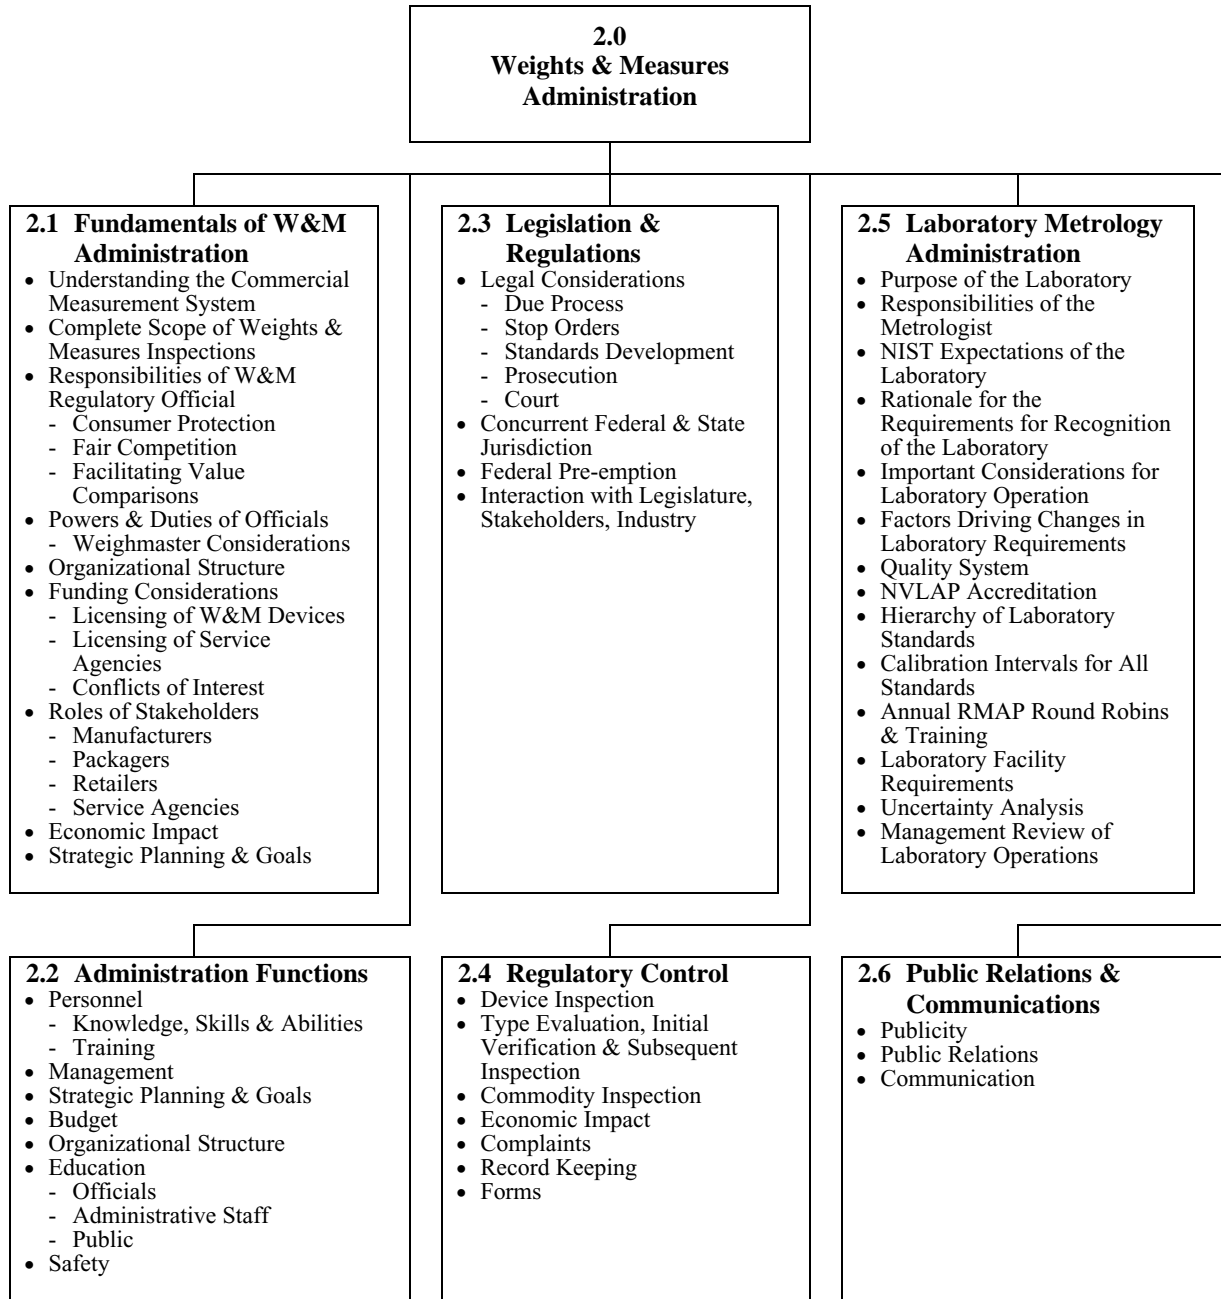 2.0
Weights & Measures
Administration
2.1 Fundamentals of W&M
Administration
• Understanding the Commercial
Measurement System
• Complete Scope of Weights &
Measures Inspections
• Responsibilities of W&M
Regulatory Official
- Consumer Protection
- Fair Competition
- Facilitating Value
Comparisons
• Powers & Duties of Officials
- Weighmaster Considerations
• Organizational Structure
• Funding Considerations
- Licensing of W&M Devices
- Licensing of Service
Agencies
- Conflicts of Interest
• Roles of Stakeholders
- Manufacturers
- Packagers
- Retailers
- Service Agencies
• Economic Impact
• Strategic Planning & Goals
2.3 Legislation &
Regulations
• Legal Considerations
- Due Process
- Stop Orders
- Standards Development
- Prosecution
- Court
• Concurrent Federal & State
Jurisdiction
• Federal Pre-emption
• Interaction with Legislature,
Stakeholders, Industry
2.5 Laboratory Metrology
Administration
• Purpose of the Laboratory
• Responsibilities of the
Metrologist
• NIST Expectations of the
Laboratory
• Rationale for the
Requirements for Recognition
of the Laboratory
• Important Considerations for
Laboratory Operation
• Factors Driving Changes in
Laboratory Requirements
• Quality System
• NVLAP Accreditation
• Hierarchy of Laboratory
Standards
• Calibration Intervals for All
Standards
• Annual RMAP Round Robins
& Training
• Laboratory Facility
Requirements
• Uncertainty Analysis
• Management Review of
Laboratory Operations
2.2 Administration Functions
• Personnel
- Knowledge, Skills & Abilities
- Training
• Management
• Strategic Planning & Goals
• Budget
• Organizational Structure
• Education
- Officials
- Administrative Staff
- Public
• Safety
2.4 Regulatory Control
• Device Inspection
• Type Evaluation, Initial
Verification & Subsequent
Inspection
• Commodity Inspection
• Economic Impact
• Complaints
• Record Keeping
• Forms
2.6 Public Relations &
Communications
• Publicity
• Public Relations
• Communication